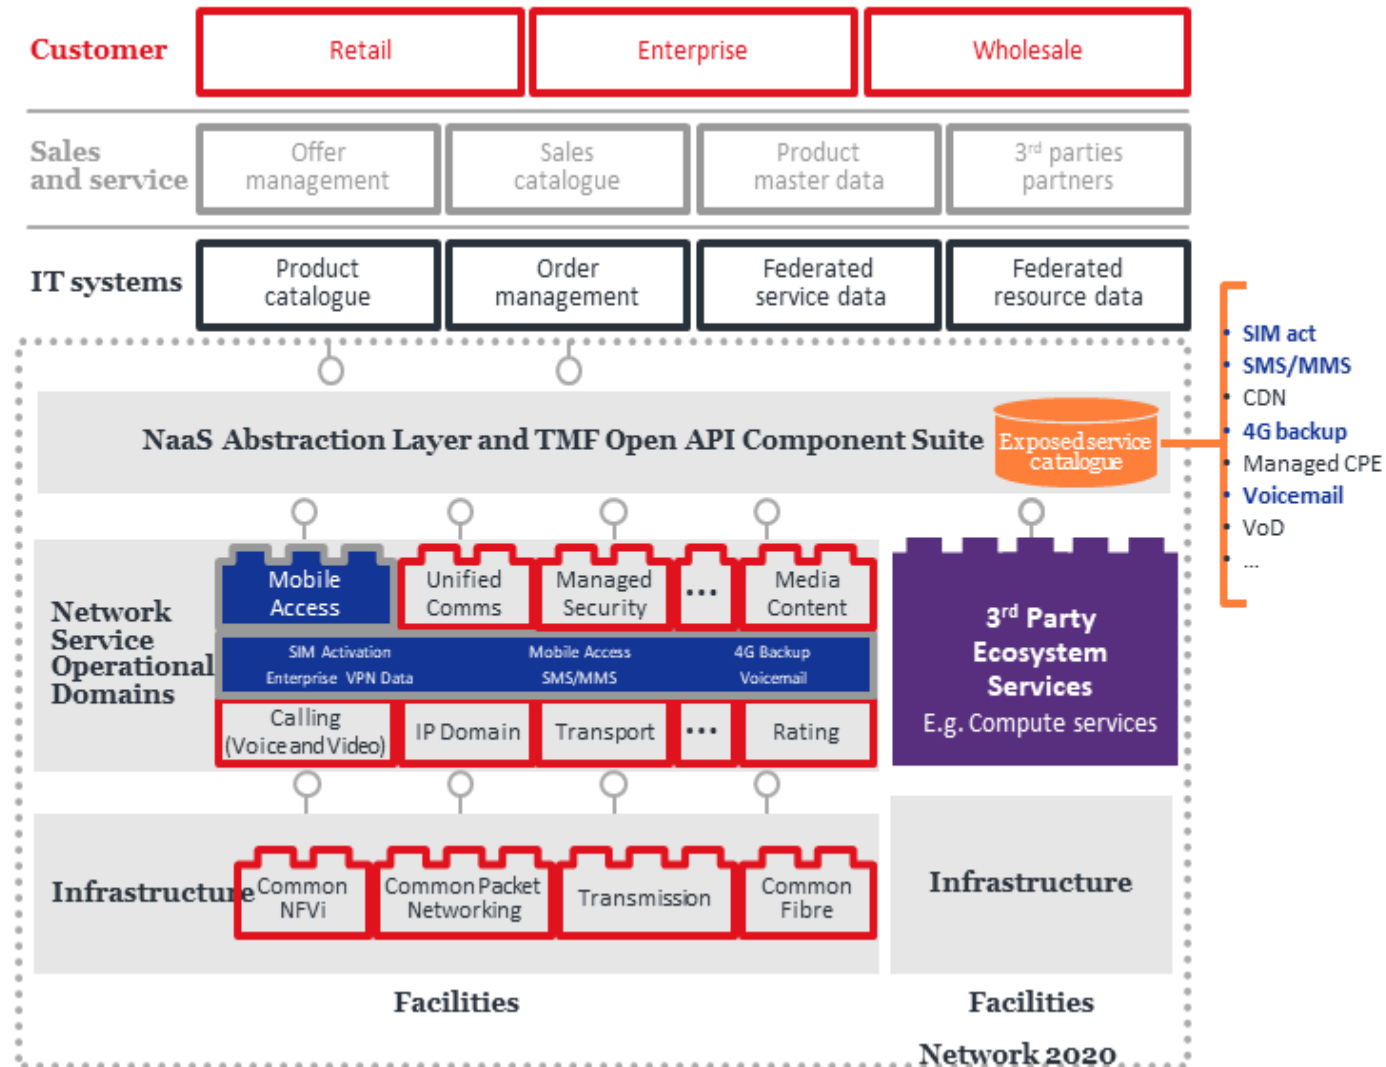 Customer
Retail
Enterprise
Wholesale
Sales
and service
Offer
management
Sales
catalogue
Product
master data
3rd parties
partners
IT systems
Product
catalogue
Order
management
Federated
service data
Federated
resource data
NaaS Abstraction Layer and TMF Open API Component Suite
Exposed service
catalogue
• SIM act
• SMS/MMS
• CDN
• 4G backup
• Managed CPE
• Voicemail
• VoD
• ...
Network
Service
Operational
Domains
Mobile
Access
Unified
Comms
Managed
Security
...
Media
Content
SIM Activation
Mobile Access
4G Backup
Enterprise VPN Data
SMS/MMS
Voicemail
Calling
(Voice and Video)
IP Domain
Transport
...
Rating
3rd Party
Ecosystem
Services
E.g. Compute services
Infrastructure
Common
NFVi
Common Packet
Networking
Transmission
Common
Fibre
Infrastructure
Facilities
Facilities
Network 2020